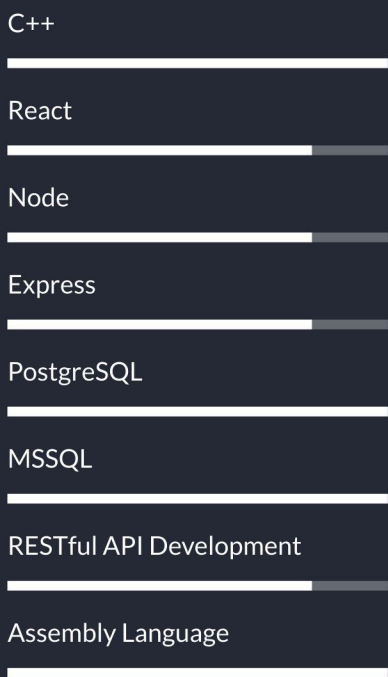 C++
React
Node
Express
PostgreSQL
MSSQL
RESTful API Development
Assembly Language